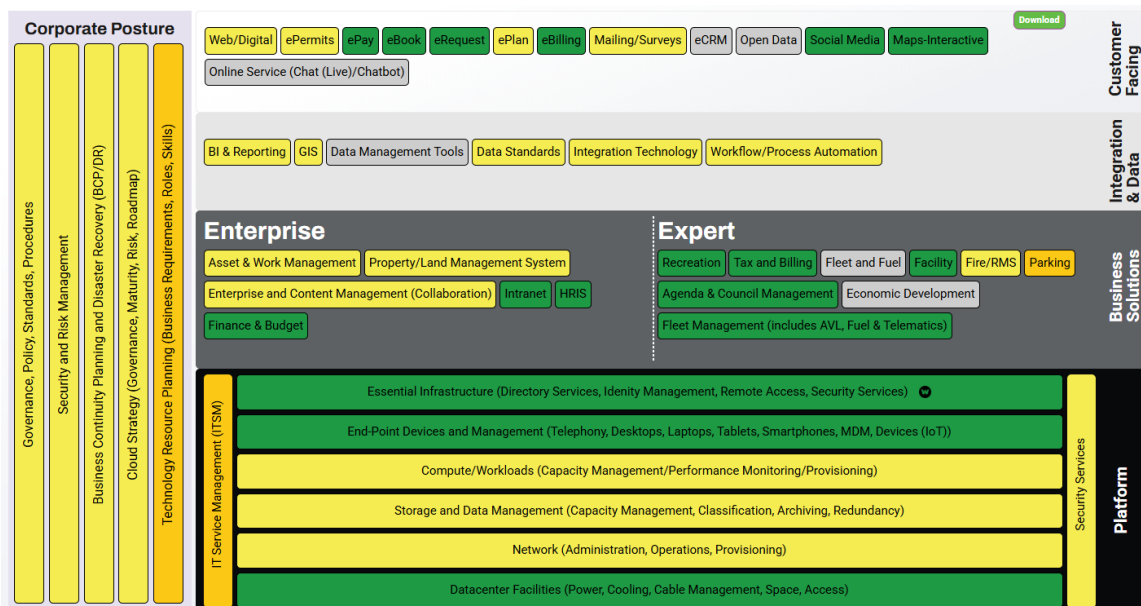 Corporate Posture
Governance, Policy, Standards, Procedures
Security and Risk Management
Business Continuity Planning and Disaster Recovery (BCP/DR)
Cloud Strategy (Governance, Maturity, Risk, Roadmap)
Technology Resource Planning (Business Requirements, Roles, Skills)
Download
Web/Digital ePermits ePay eBook eRequest ePlan eBilling Mailing/Surveys eCRM Open Data Social Media Maps-Interactive
Online Service (Chat (Live)/Chatbot)
Customer
Facing
BI & Reporting GIS Data Management Tools Data Standards Integration Technology Workflow/Process Automation
Integration
& Data
Enterprise
Asset & Work Management Property/Land Management System
Enterprise and Content Management (Collaboration) Intranet HRIS
Finance & Budget
Expert
Recreation Tax and Billing Fleet and Fuel Facility Fire/RMS Parking
Agenda & Council Management Economic Development
Fleet Management (includes AVL, Fuel & Telematics)
Business
Solutions
IT Service Management (ITSM)
Essential Infrastructure (Directory Services, Idenity Management, Remote Access, Security Services) W
End-Point Devices and Management (Telephony, Desktops, Laptops, Tablets, Smartphones, MDM, Devices (IoT))
Compute/Workloads (Capacity Management/Performance Monitoring/Provisioning)
Storage and Data Management (Capacity Management, Classification, Archiving, Redundancy)
Network (Administration, Operations, Provisioning)
Datacenter Facilities (Power, Cooling, Cable Management, Space, Access)
Security Services
Platform